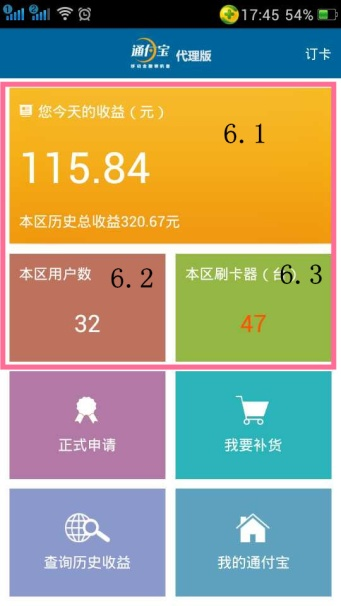 17:45 54%
通付宝 代理版 订卡
您今天的收益（元）
6.1
115.84
本区历史总收益320.67元
本区用户数 6.2
32
本区刷卡器（台） 6.3
47
正式申请
我要补货
查询历史收益
我的通付宝